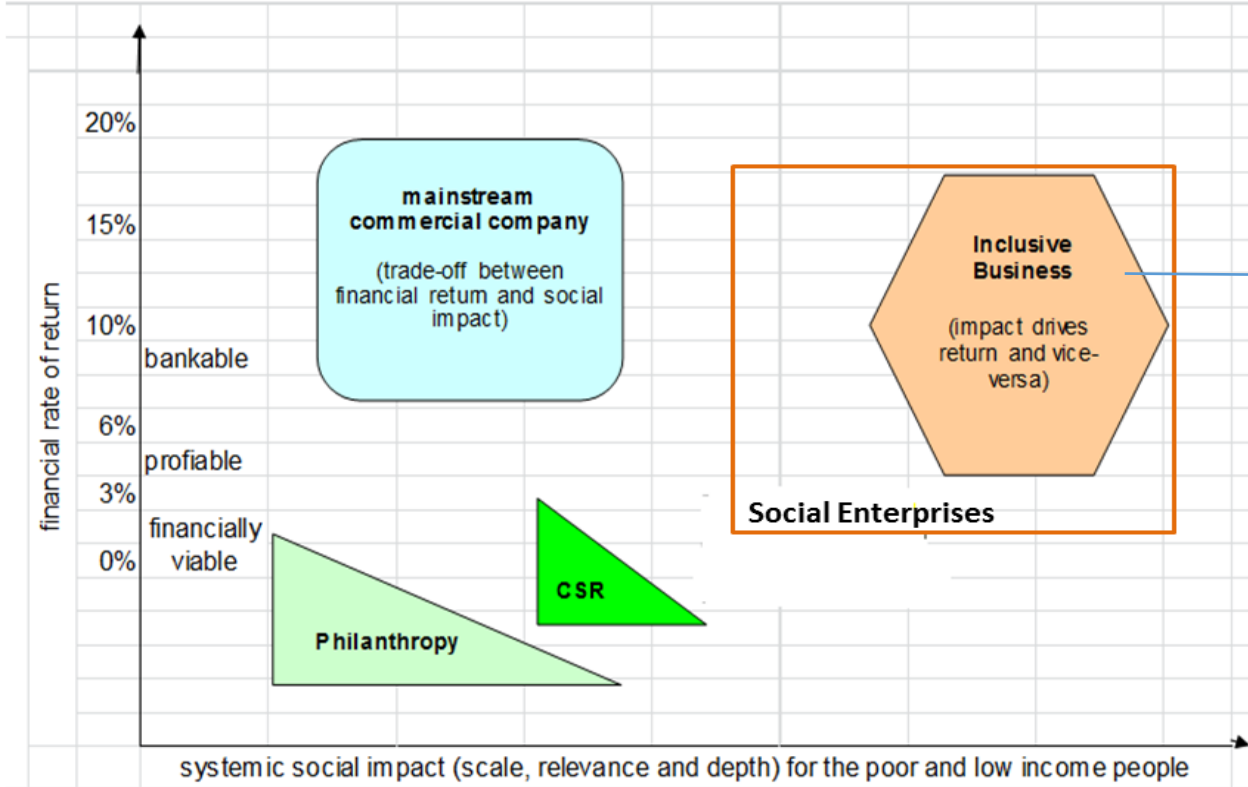 20%
mainstream
commercial company
(trade-off between
financial return and social
impact)
15%
Inclusive
Business
(impact drives
return and vice-
versa)
10%
bankable
6%
profiable
3%
Social Enterprises
financially
viable
0%
CSR
Philanthropy
financial rate of return
systemic social impact (scale, relevance and depth) for the poor and low income people